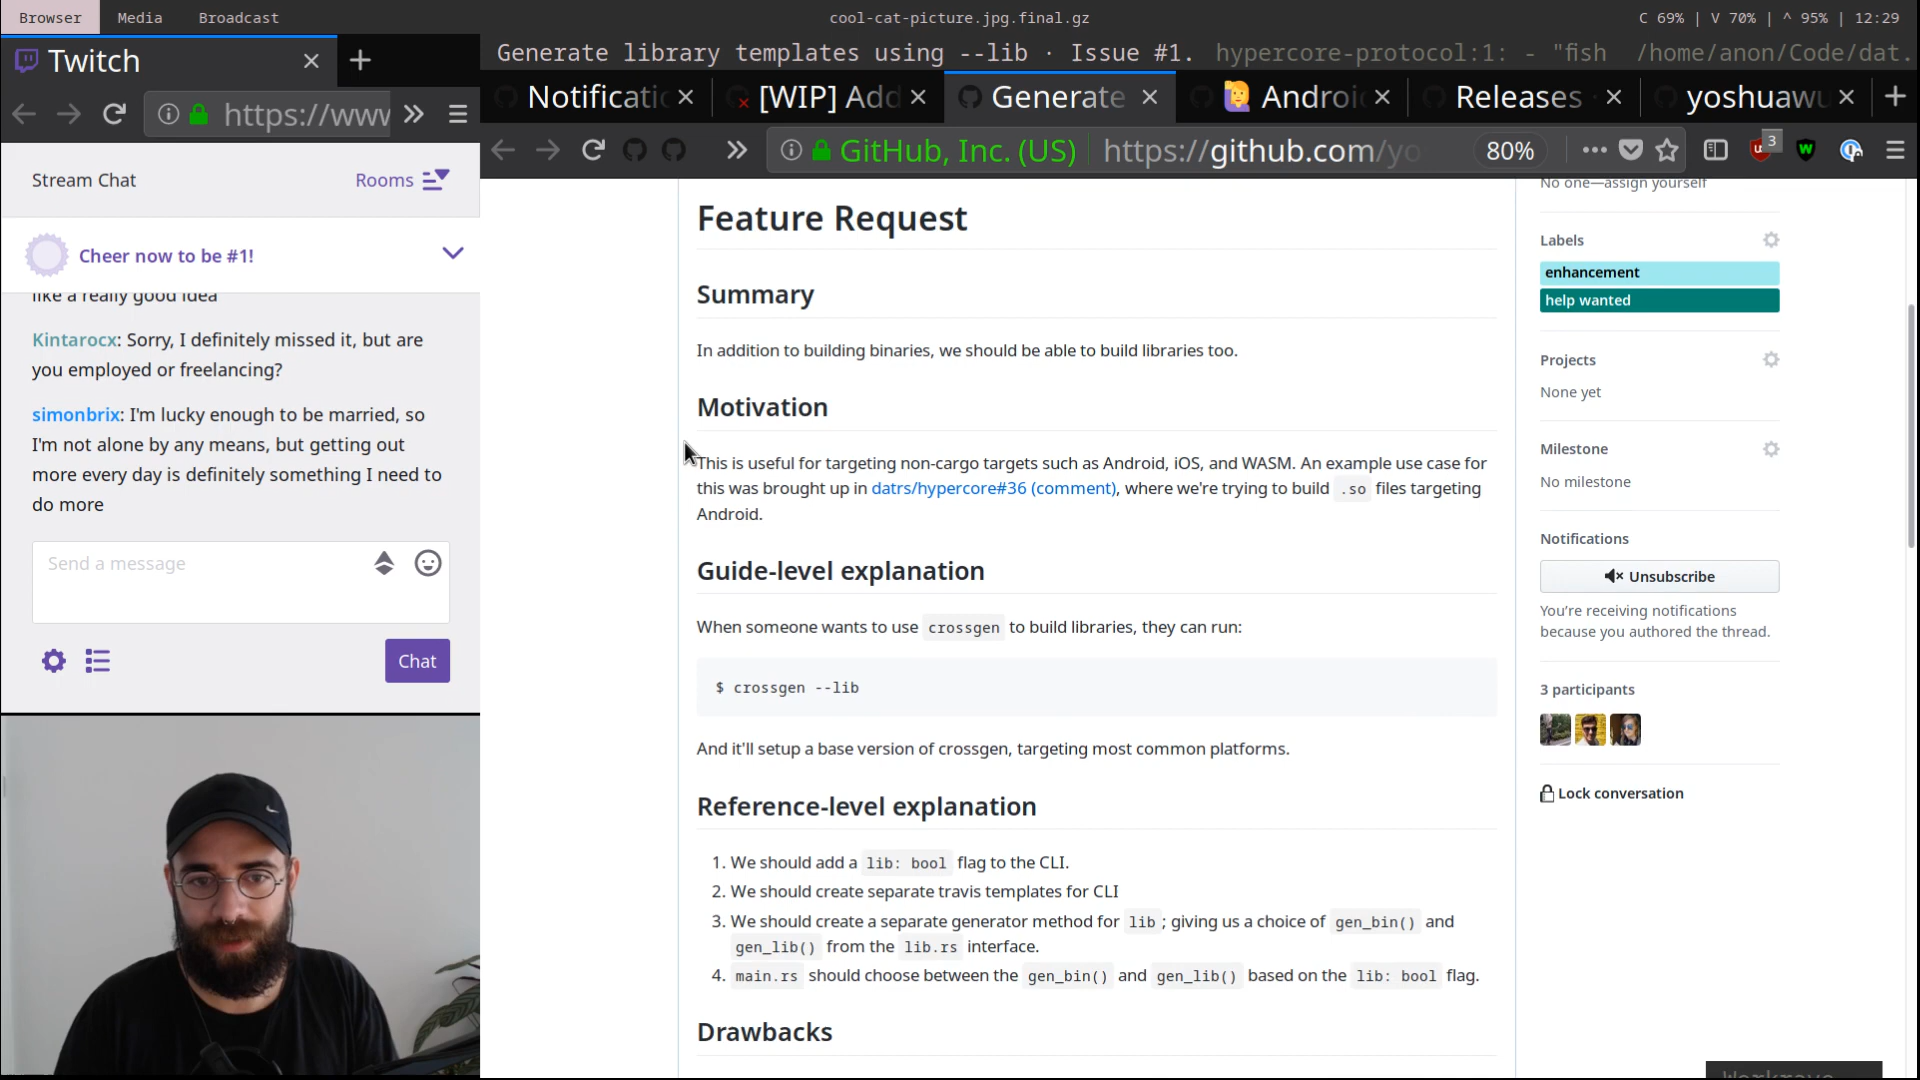 Browser Media Broadcast cool-cat-picture.jpg.final.gz C 69% | V 70% | ^ 95% | 12:29
Twitch
https://www
Stream Chat Rooms
Cheer now to be #1!
like a really good idea
Kintarocx: Sorry, I definitely missed it, but are
you employed or freelancing?
simonbrix: I'm lucky enough to be married, so
I'm not alone by any means, but getting out
more every day is definitely something I need to
do more
Send a message
Chat
Generate library templates using --lib · Issue #1. hypercore-protocol:1: - "fish /home/anon/Code/dat.
Notificatio [WIP] Add Generate Androi Releases yoshuawu
GitHub, Inc. (US) https://github.com/yo 80% 3
Feature Request
Summary
In addition to building binaries, we should be able to build libraries too.
Motivation
This is useful for targeting non-cargo targets such as Android, iOS, and WASM. An example use case for
this was brought up in datrs/hypercore#36 (comment), where we're trying to build .so files targeting
Android.
Guide-level explanation
When someone wants to use crossgen to build libraries, they can run:
$ crossgen --lib
And it'll setup a base version of crossgen, targeting most common platforms.
Reference-level explanation
1. We should add a lib: bool flag to the CLI.
2. We should create separate travis templates for CLI
3. We should create a separate generator method for lib ; giving us a choice of gen_bin() and
gen_lib() from the lib.rs interface.
4. main.rs should choose between the gen_bin() and gen_lib() based on the lib: bool flag.
Drawbacks
No one—assign yourself
Labels
enhancement
help wanted
Projects
None yet
Milestone
No milestone
Notifications
Unsubscribe
You're receiving notifications
because you authored the thread.
3 participants
Lock conversation